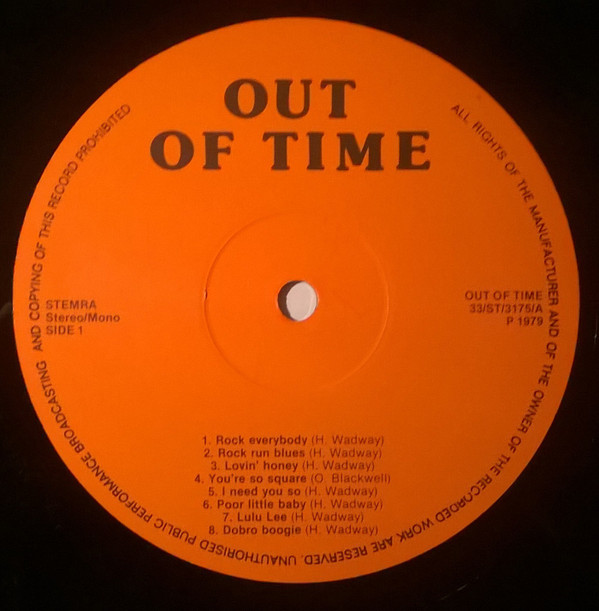 OUT
OF TIME
ALL RIGHTS OF THE MANUFACTURER AND OF THE OWNER OF THE RECORDED WORK ARE RESERVED. UNAUTHORISED PUBLIC PERFORMANCE BROADCASTING AND COPYING OF THIS RECORD PROHIBITED
STEMRA
Stereo/Mono
SIDE 1
OUT OF TIME
33/ST/3175/A
P 1979
1. Rock everybody (H. Wadway)
2. Rock run blues (H. Wadway)
3. Lovin' honey (H. Wadway)
4. You're so square (O. Blackwell)
5. I need you so (H. Wadway)
6. Poor little baby (H. Wadway)
7. Lulu Lee (H. Wadway)
8. Dobro boogie (H. Wadway)